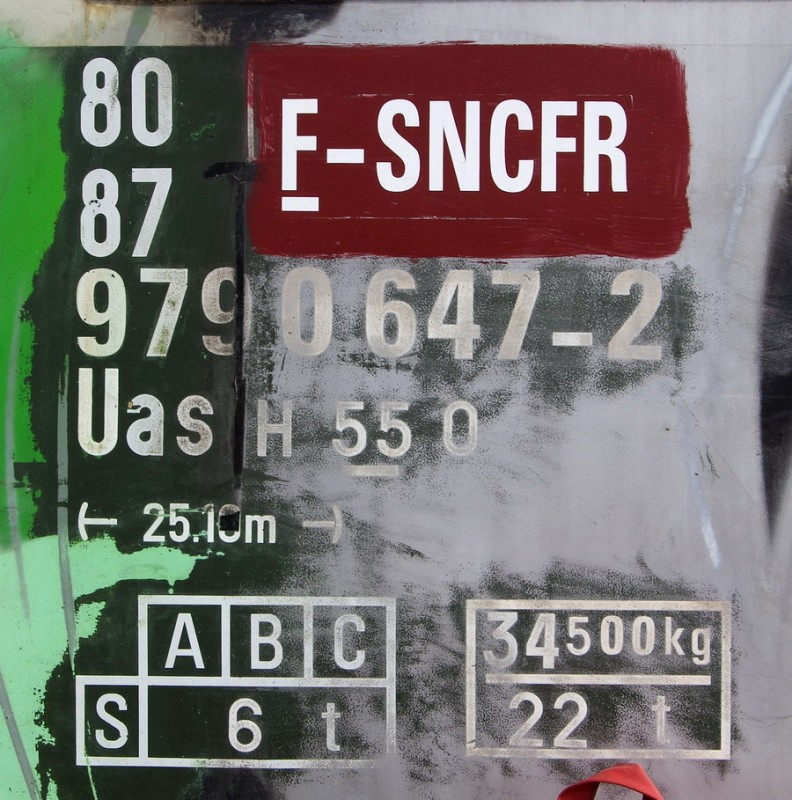 80
F-SNCFR
87
979 0 647-2
Uas H 55 0
25.10m
A B C
S 6 t
34500kg
22 t